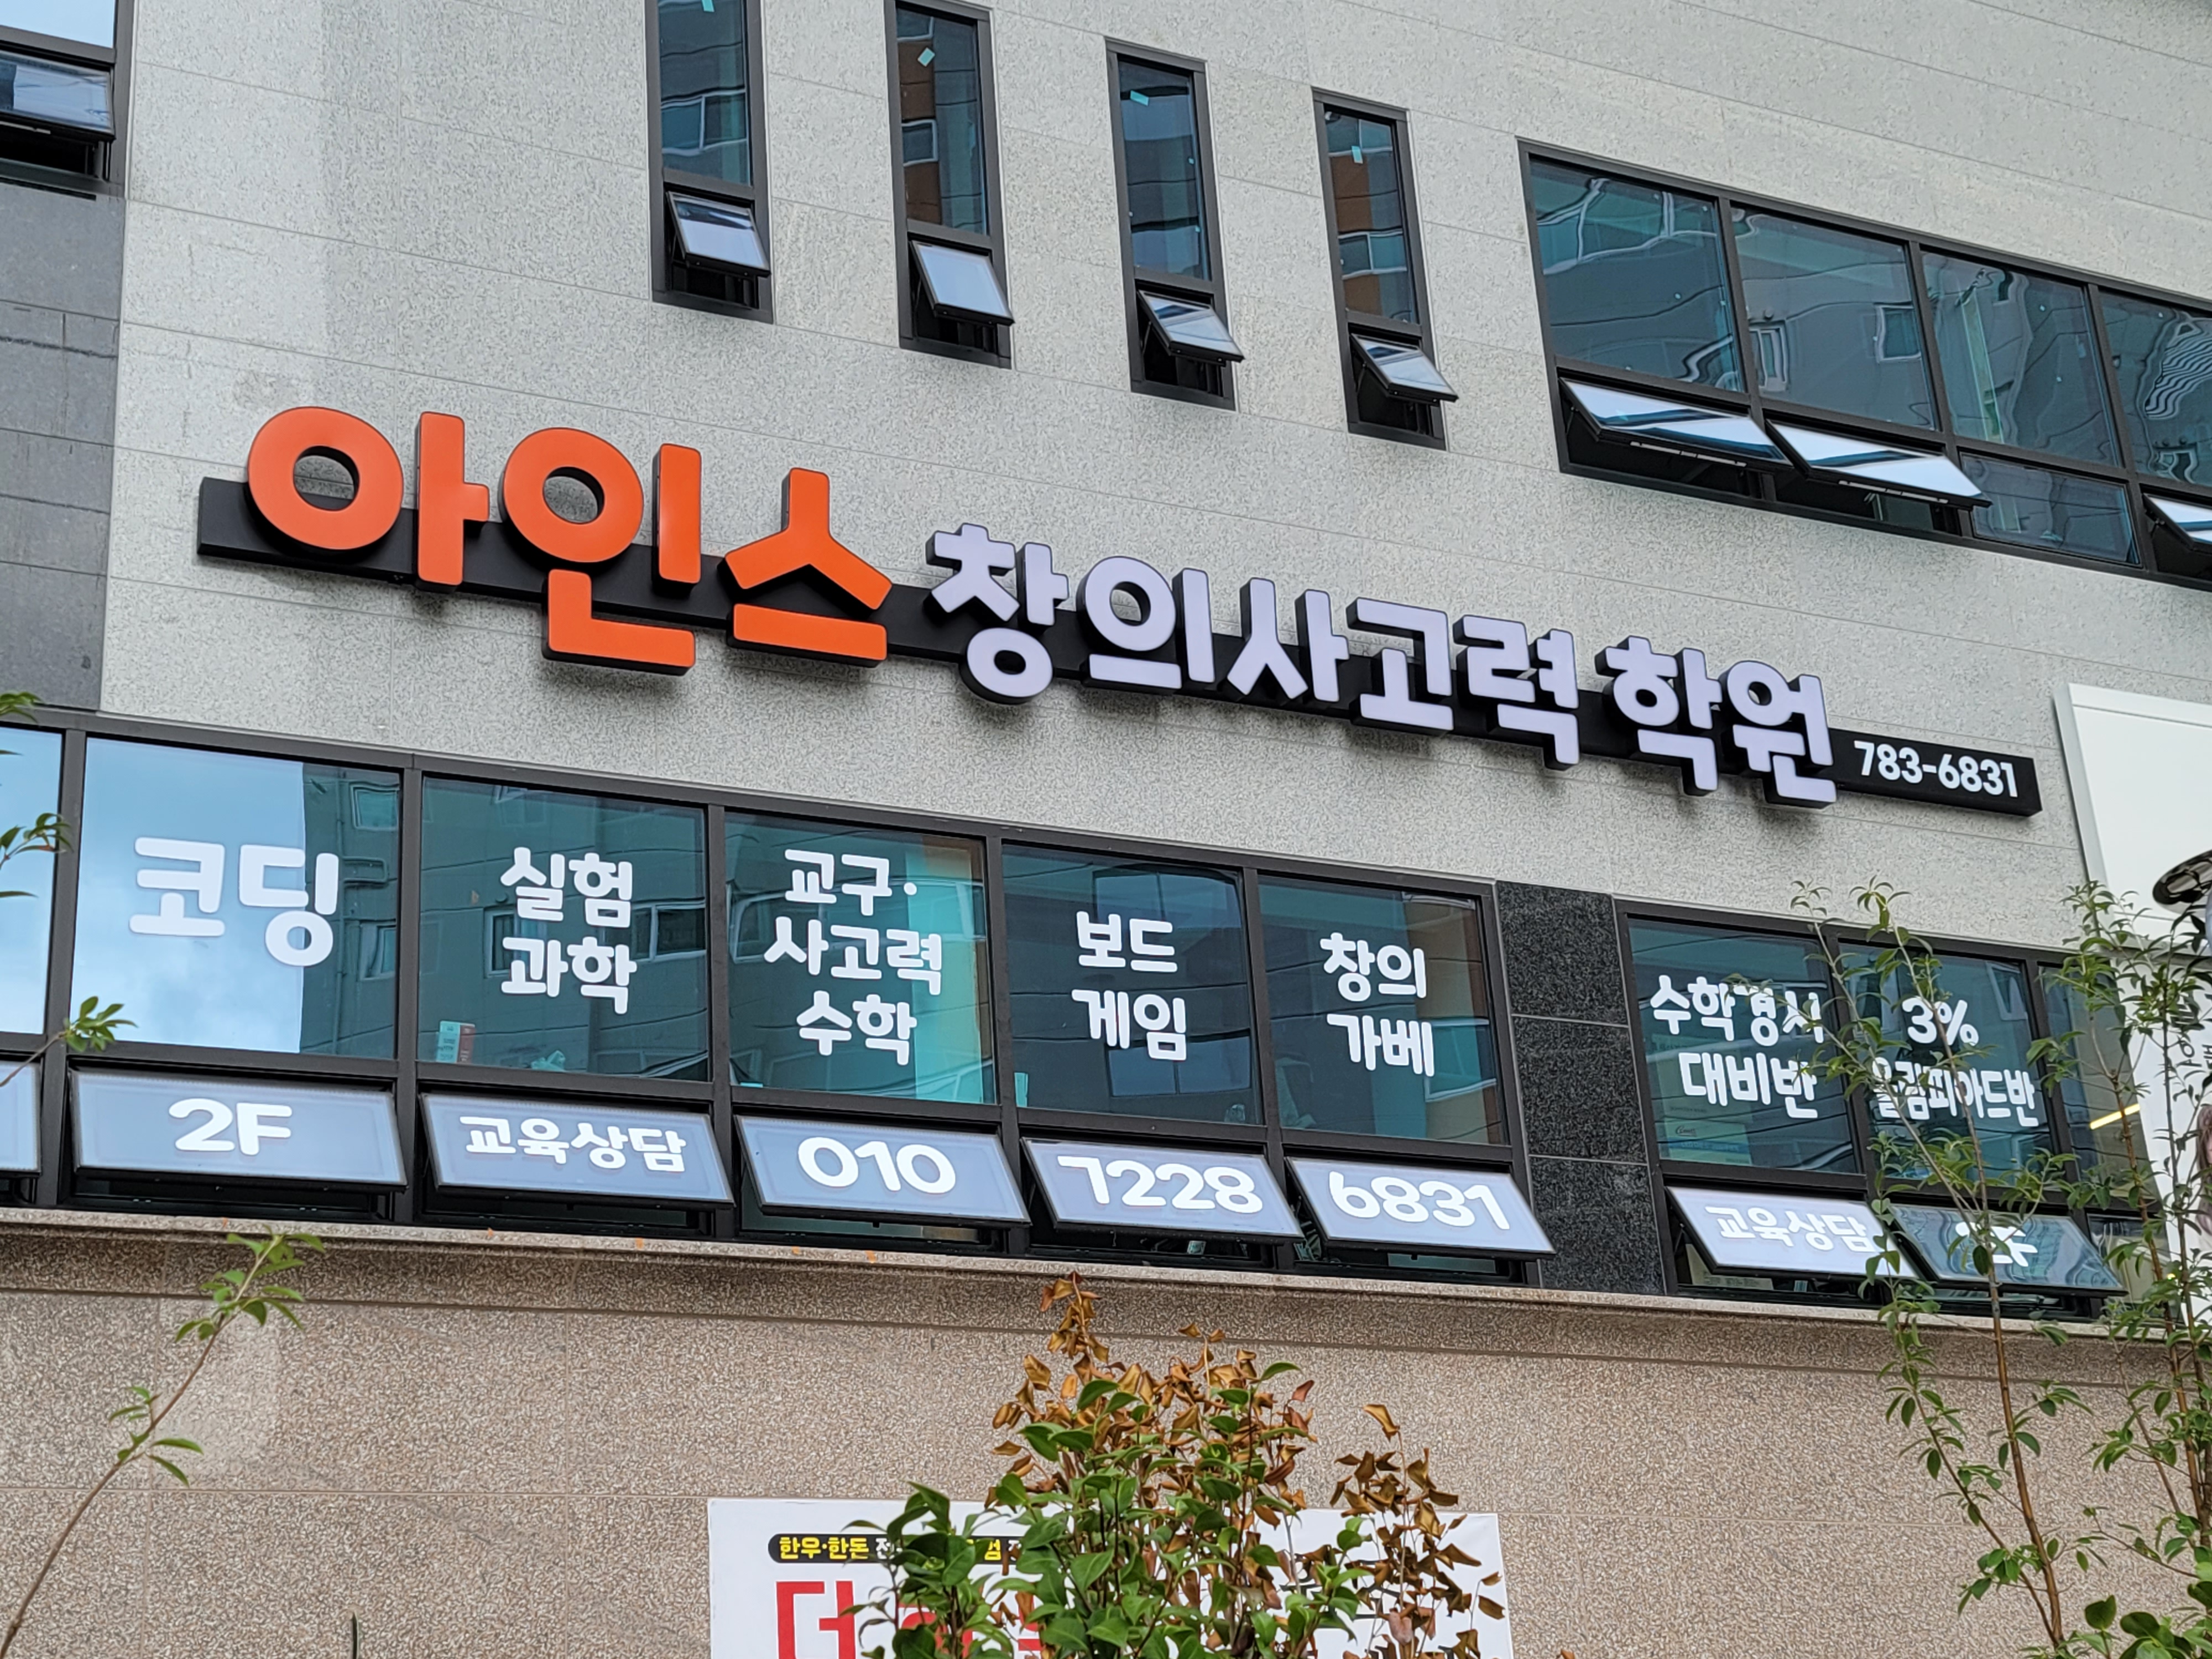 아인스 창의사고력 학원 783-6831
코딩
실험
과학
교구·
사고력
수학
보드
게임
창의
가베
수학경시
대비반
3%
올림피아드반
2F
교육상담
010
7228
6831
교육상담
2F
한우·한돈